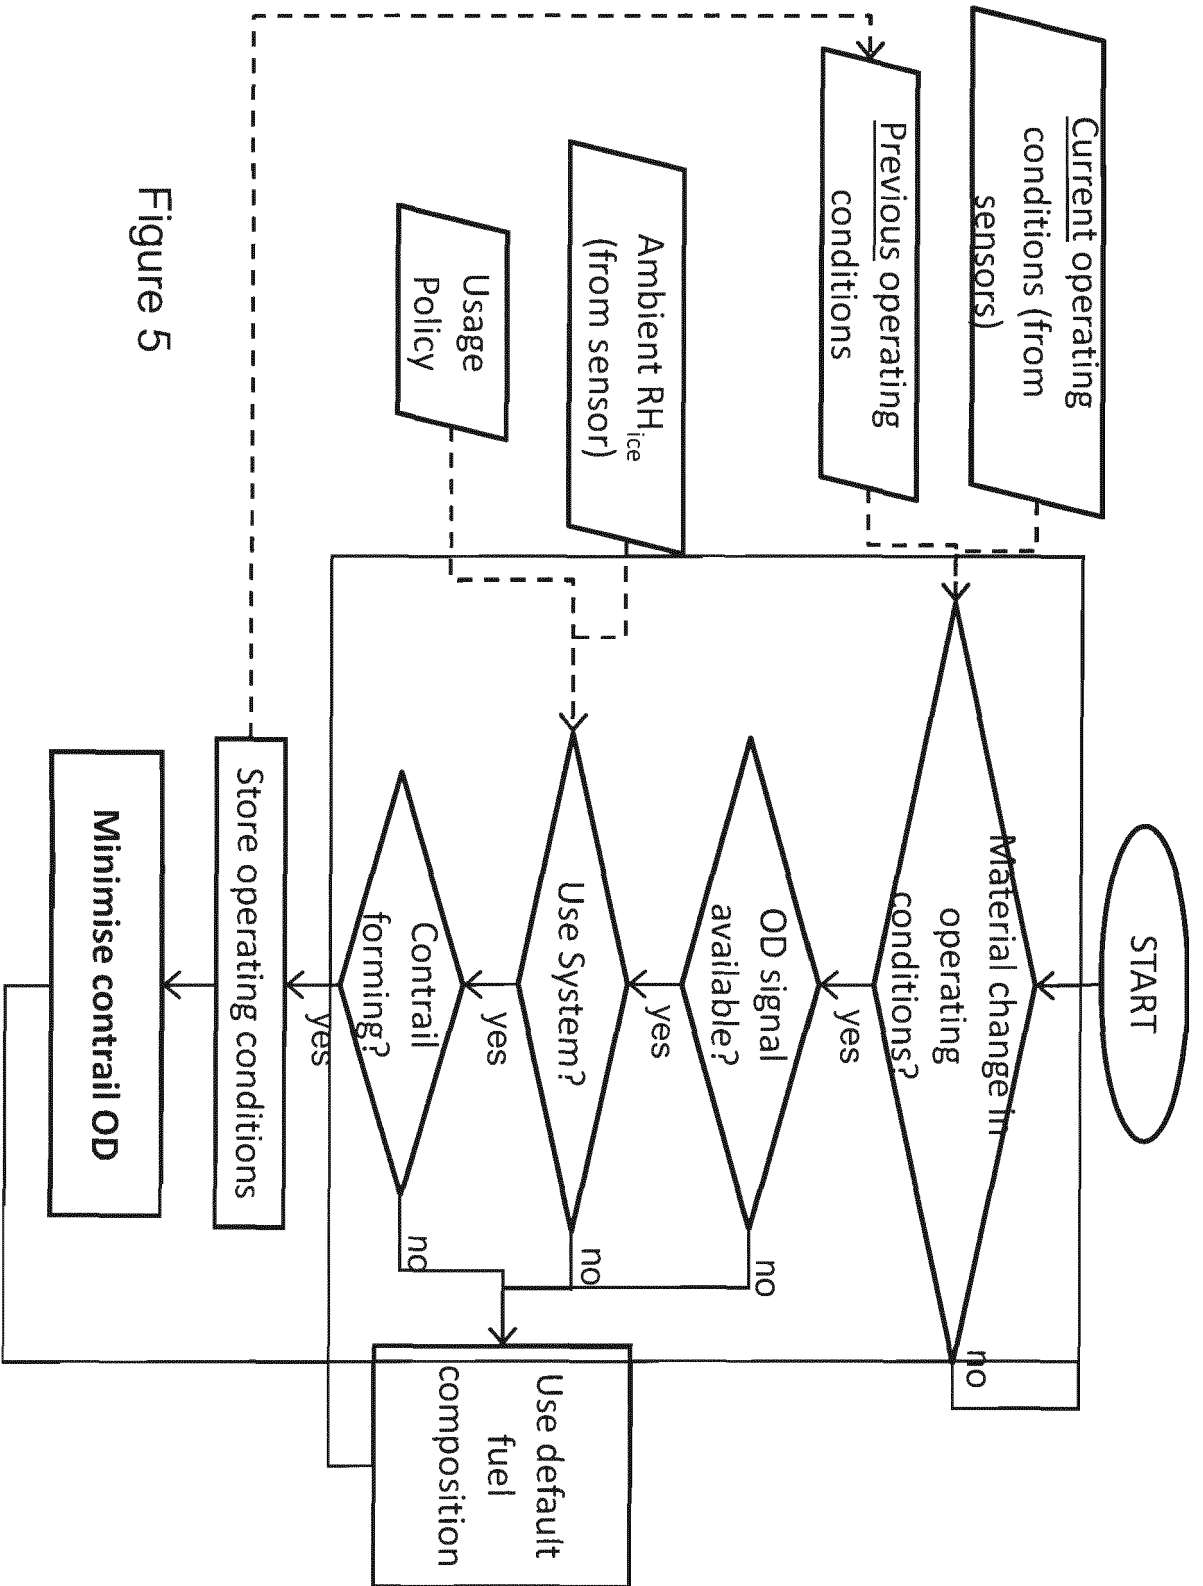 START
Current operating
conditions (from
sensors)
Material change in
operating
conditions?
no
yes
Previous operating
conditions
OD signal
available?
no
yes
Ambient RHice
(from sensor)
Use System?
no
yes
Use default
fuel
composition
Usage
Policy
Contrail
forming?
no
yes
Store operating conditions
Minimise contrail OD
Figure 5